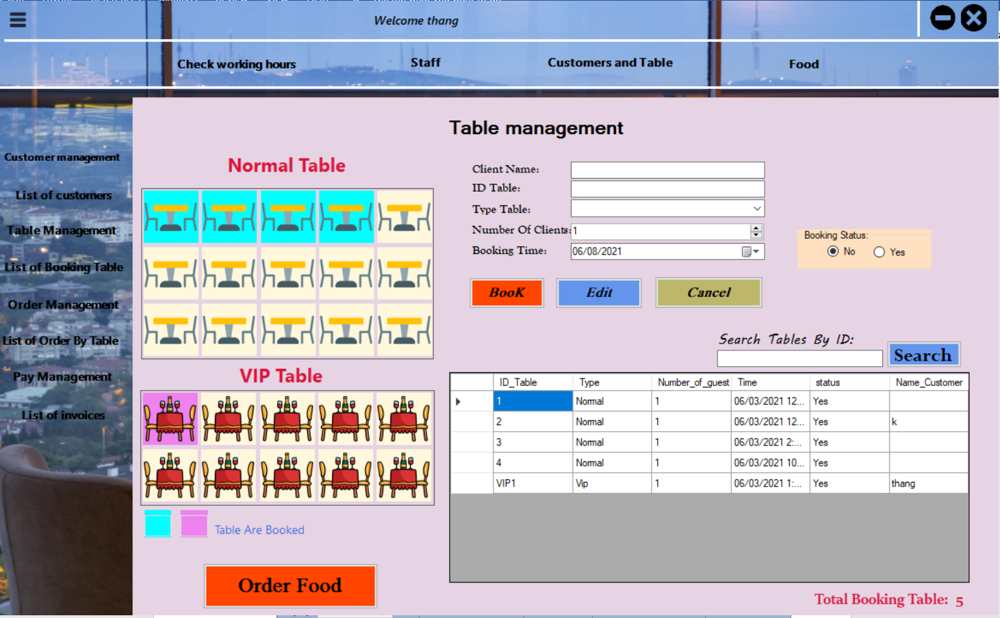 Welcome thang
Check working hours
Staff
Customers and Table
Food
Customer management
List of customers
Table Management
List of Booking Table
Order Management
List of Order By Table
Pay Management
List of invoices
Table management
Normal Table
VIP Table
Table Are Booked
Order Food
Client Name:
ID Table:
Type Table:
Number Of Clients: 1
Booking Time: 06/08/2021
Booking Status:
No Yes
BooK Edit Cancel
Search Tables By ID:
Search
ID_Table Type Number_of_guest Time status Name_Customer
1 Normal 1 06/03/2021 12... Yes
2 Normal 1 06/03/2021 12... Yes k
3 Normal 1 06/03/2021 2:... Yes
4 Normal 1 06/03/2021 10... Yes
VIP1 Vip 1 06/03/2021 1:... Yes thang
Total Booking Table: 5